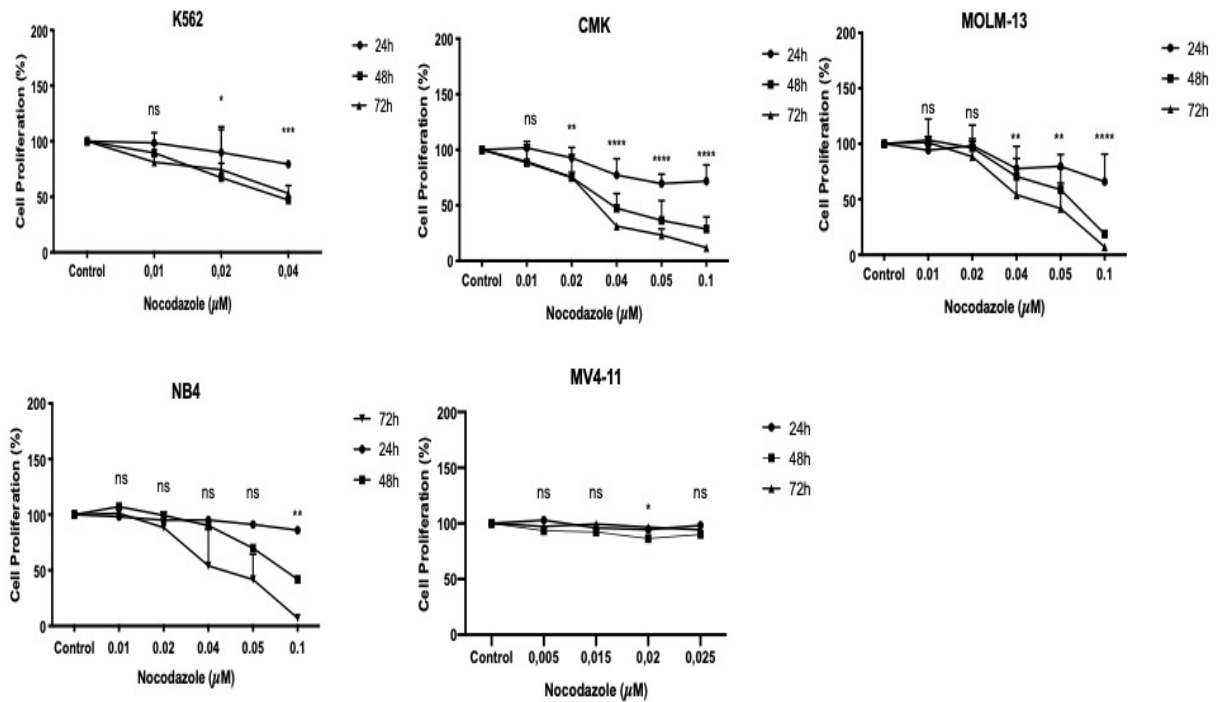 K562
Cell Proliferation (%)
200
150
100
50
0
ns
*
***
24h
48h
72h
Control
0,01
0,02
0,04
Nocodazole (µM)
CMK
Cell Proliferation (%)
200
150
100
50
0
ns
**
****
****
****
24h
48h
72h
Control
0.01
0.02
0.04
0.05
0.1
Nocodazole (µM)
MOLM-13
Cell Proliferation (%)
200
150
100
50
0
ns
ns
**
**
****
24h
48h
72h
Control
0.01
0.02
0.04
0.05
0.1
Nocodazole (µM)
NB4
Cell Proliferation (%)
200
150
100
50
0
ns
ns
ns
ns
**
72h
24h
48h
Control
0.01
0.02
0.04
0.05
0.1
Nocodazole (µM)
MV4-11
Cell Proliferation (%)
200
150
100
50
0
ns
ns
*
ns
24h
48h
72h
Control
0,005
0,015
0,02
0,025
Nocodazole (µM)